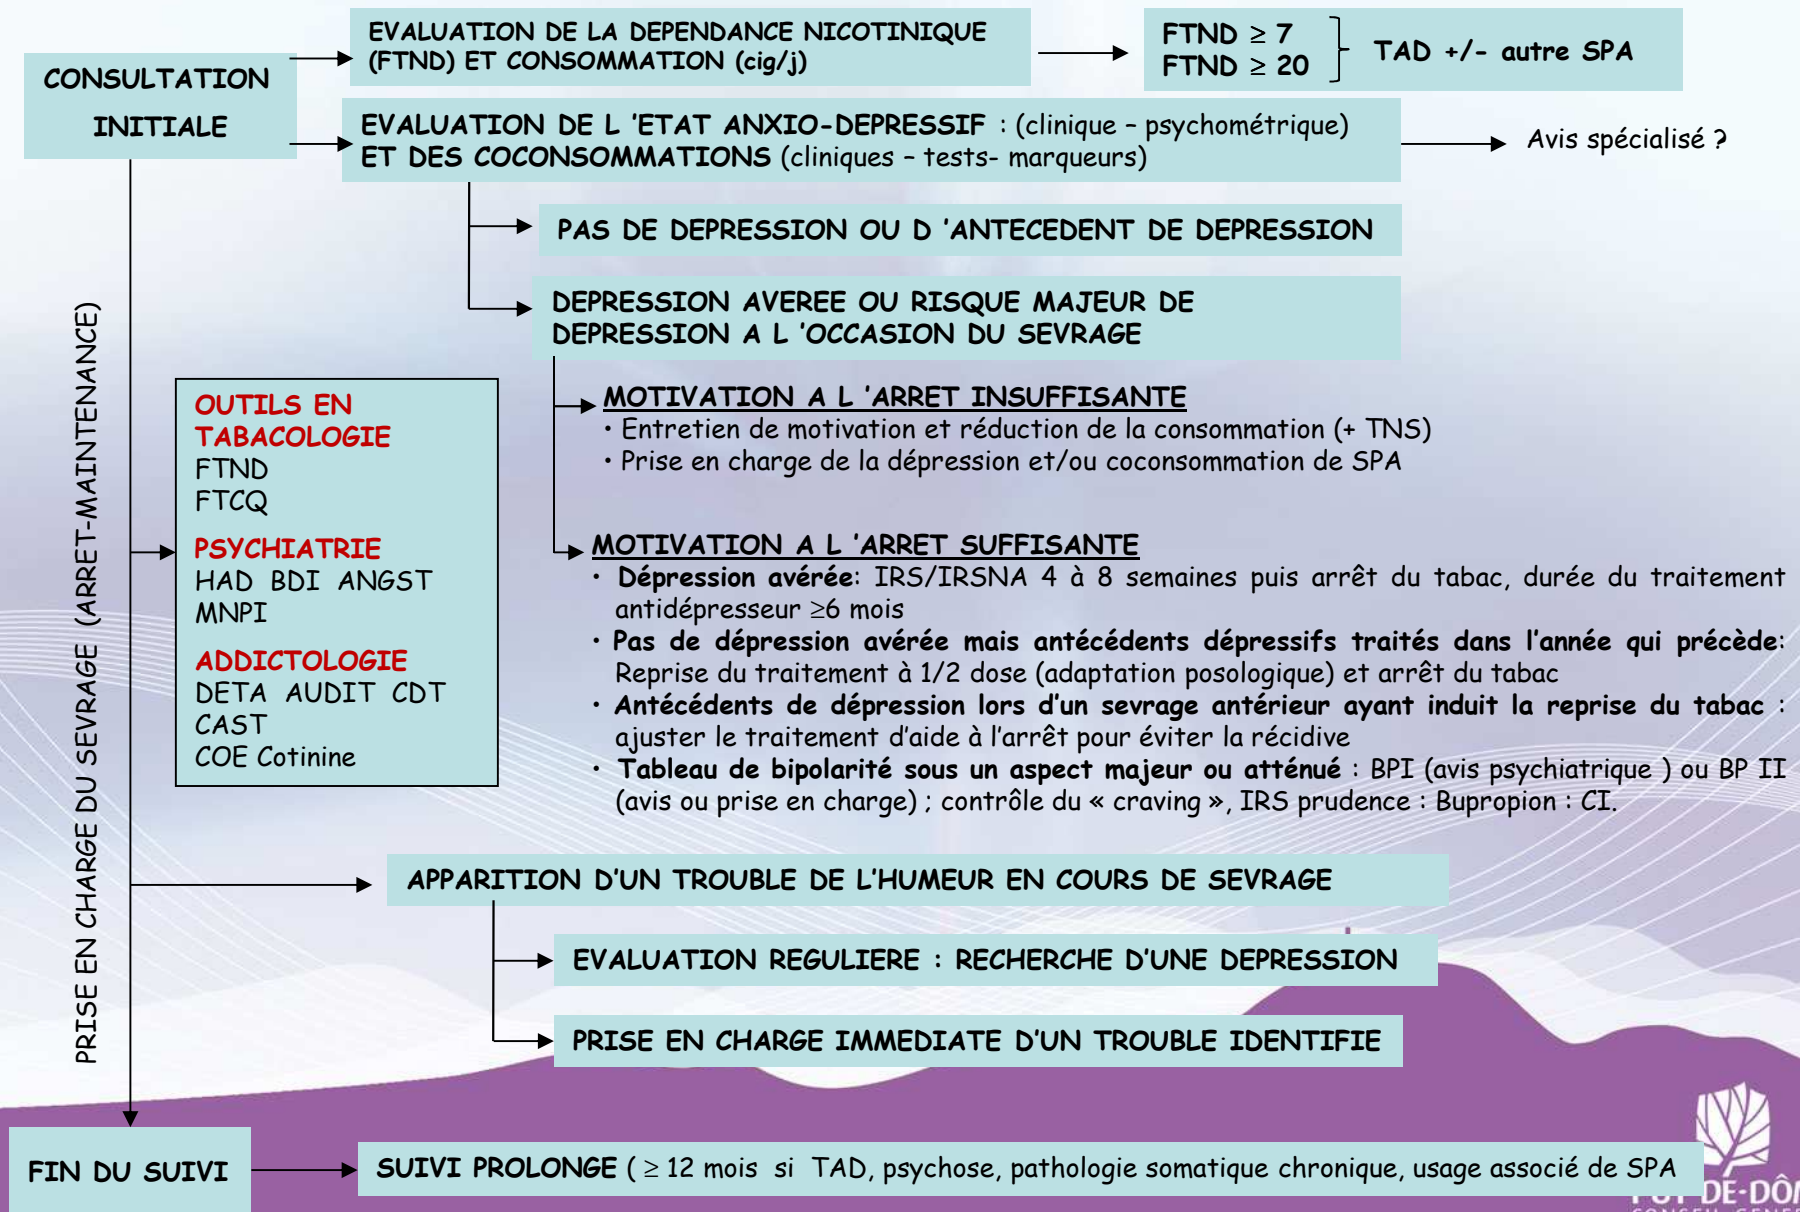 CONSULTATION
INITIALE
EVALUATION DE LA DEPENDANCE NICOTINIQUE
(FTND) ET CONSOMMATION (cig/j)
FTND ≥ 7
FTND ≥ 20
TAD +/- autre SPA
EVALUATION DE L 'ETAT ANXIO-DEPRESSIF : (clinique – psychométrique)
ET DES COCONSOMMATIONS (cliniques – tests- marqueurs)
Avis spécialisé ?
PAS DE DEPRESSION OU D 'ANTECEDENT DE DEPRESSION
DEPRESSION AVEREE OU RISQUE MAJEUR DE
DEPRESSION A L 'OCCASION DU SEVRAGE
PRISE EN CHARGE DU SEVRAGE (ARRET-MAINTENANCE)
OUTILS EN
TABACOLOGIE
FTND
FTCQ
PSYCHIATRIE
HAD BDI ANGST
MNPI
ADDICTOLOGIE
DETA AUDIT CDT
CAST
COE Cotinine
MOTIVATION A L 'ARRET INSUFFISANTE
• Entretien de motivation et réduction de la consommation (+ TNS)
• Prise en charge de la dépression et/ou coconsommation de SPA
MOTIVATION A L 'ARRET SUFFISANTE
• Dépression avérée: IRS/IRSNA 4 à 8 semaines puis arrêt du tabac, durée du traitement
antidépresseur ≥6 mois
• Pas de dépression avérée mais antécédents dépressifs traités dans l'année qui précède:
Reprise du traitement à 1/2 dose (adaptation posologique) et arrêt du tabac
• Antécédents de dépression lors d'un sevrage antérieur ayant induit la reprise du tabac :
ajuster le traitement d'aide à l'arrêt pour éviter la récidive
• Tableau de bipolarité sous un aspect majeur ou atténué : BPI (avis psychiatrique ) ou BP II
(avis ou prise en charge) ; contrôle du « craving », IRS prudence : Bupropion : CI.
APPARITION D'UN TROUBLE DE L'HUMEUR EN COURS DE SEVRAGE
EVALUATION REGULIERE : RECHERCHE D'UNE DEPRESSION
PRISE EN CHARGE IMMEDIATE D'UN TROUBLE IDENTIFIE
FIN DU SUIVI
SUIVI PROLONGE ( ≥ 12 mois si TAD, psychose, pathologie somatique chronique, usage associé de SPA